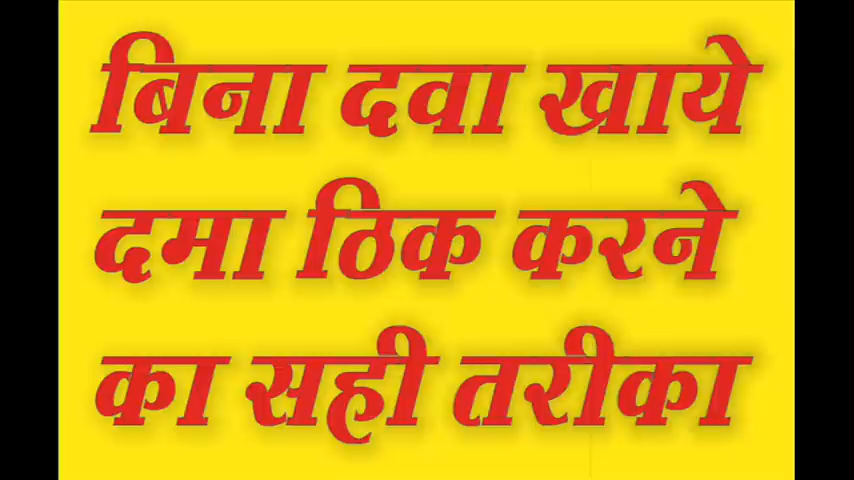 बिना दवा खाये
दमा ठिक करने
का सही तरीका